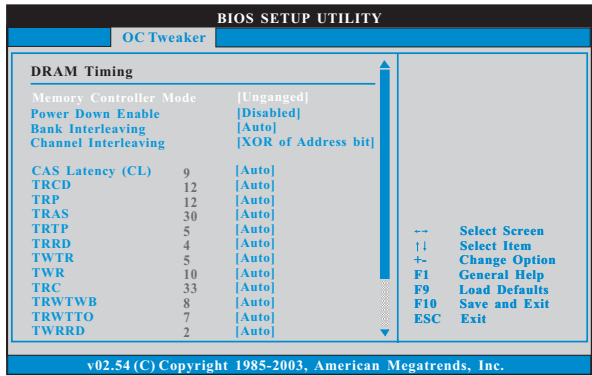 BIOS SETUP UTILITY
OC Tweaker
DRAM Timing
Memory Controller Mode [Unganged]
Power Down Enable [Disabled]
Bank Interleaving [Auto]
Channel Interleaving [XOR of Address bit]
CAS Latency (CL) 9 [Auto]
TRCD 12 [Auto]
TRP 12 [Auto]
TRAS 30 [Auto]
TRTP 5 [Auto]
TRRD 4 [Auto]
TWTR 5 [Auto]
TWR 10 [Auto]
TRC 33 [Auto]
TRWTWB 8 [Auto]
TRWTTO 7 [Auto]
TWRRD 2 [Auto]
←→ Select Screen
↑↓ Select Item
+- Change Option
F1 General Help
F9 Load Defaults
F10 Save and Exit
ESC Exit
v02.54 (C) Copyright 1985-2003, American Megatrends, Inc.